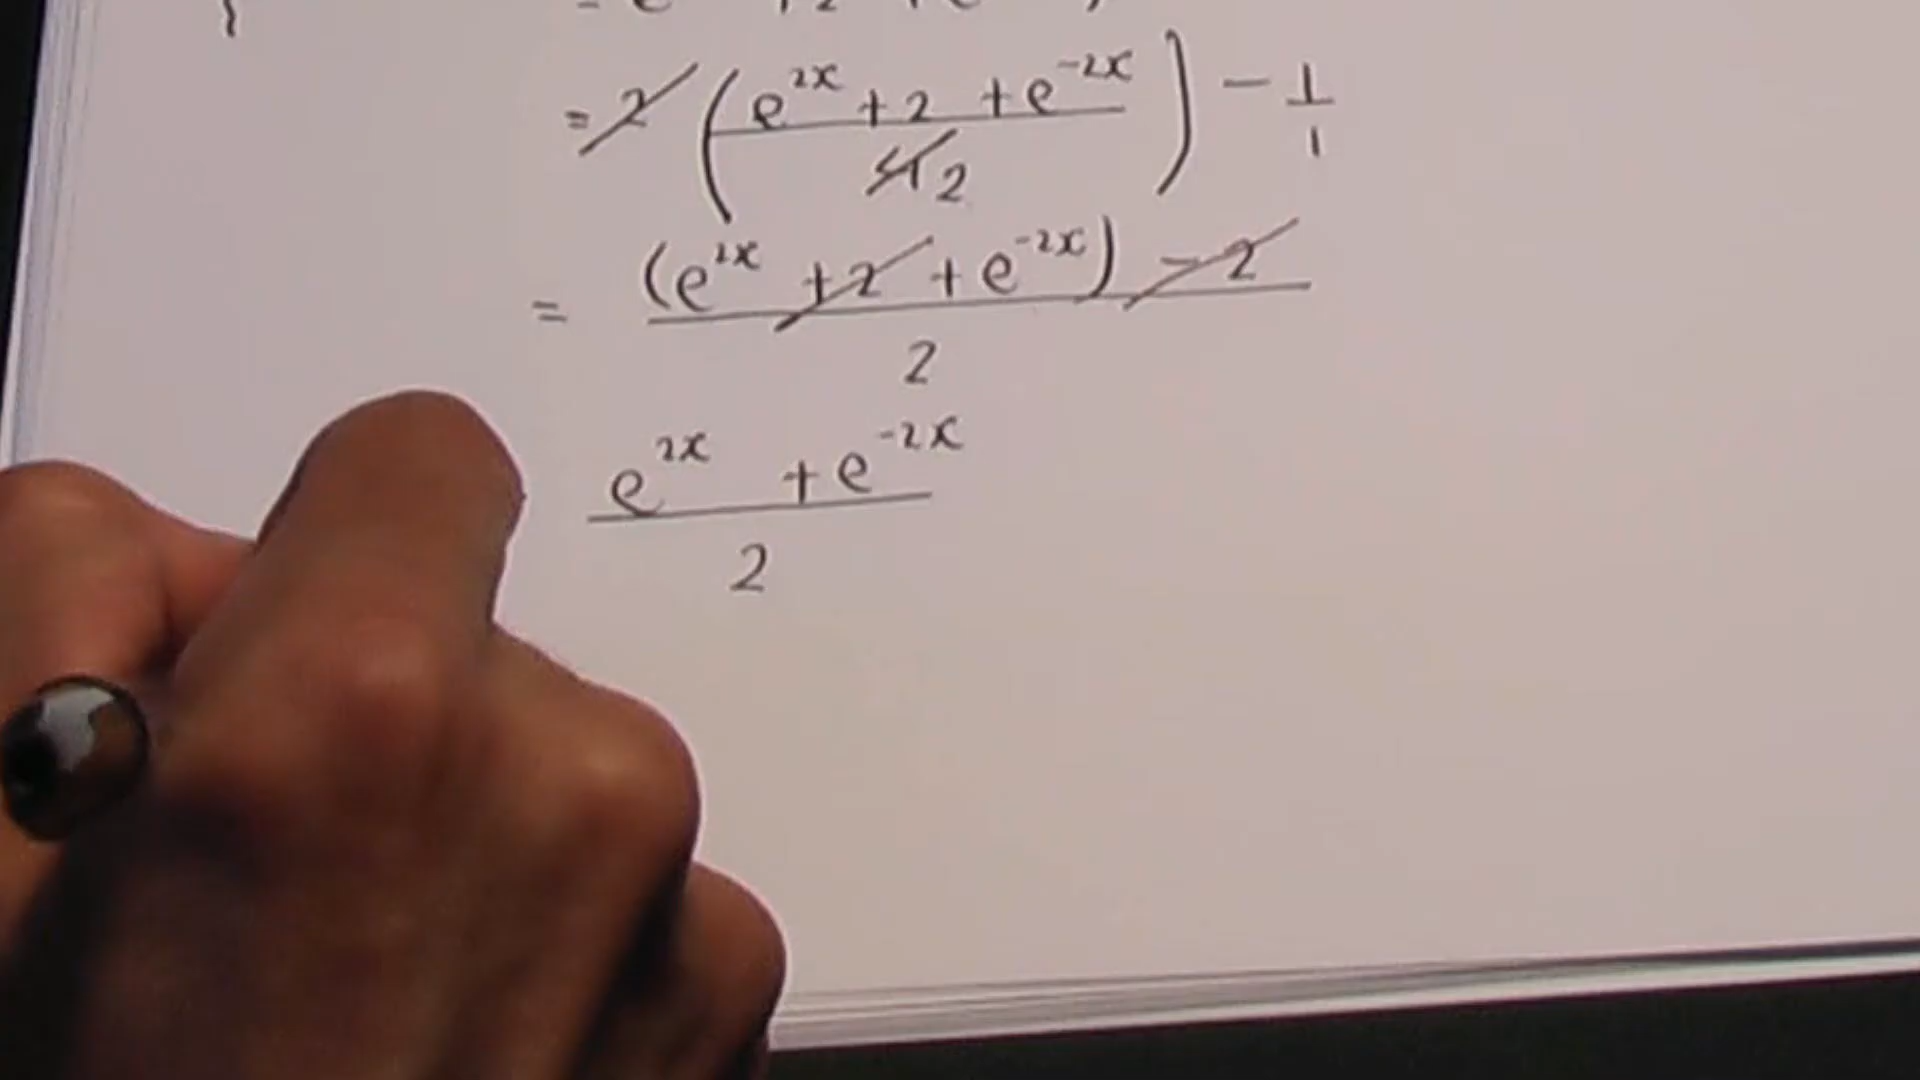 = 2 ( (e^{2x} + 2 + e^{-2x}) / 4 2 ) - 1/1
= ((e^{2x} + 2 + e^{-2x}) - 2) / 2
(e^{2x} + e^{-2x}) / 2